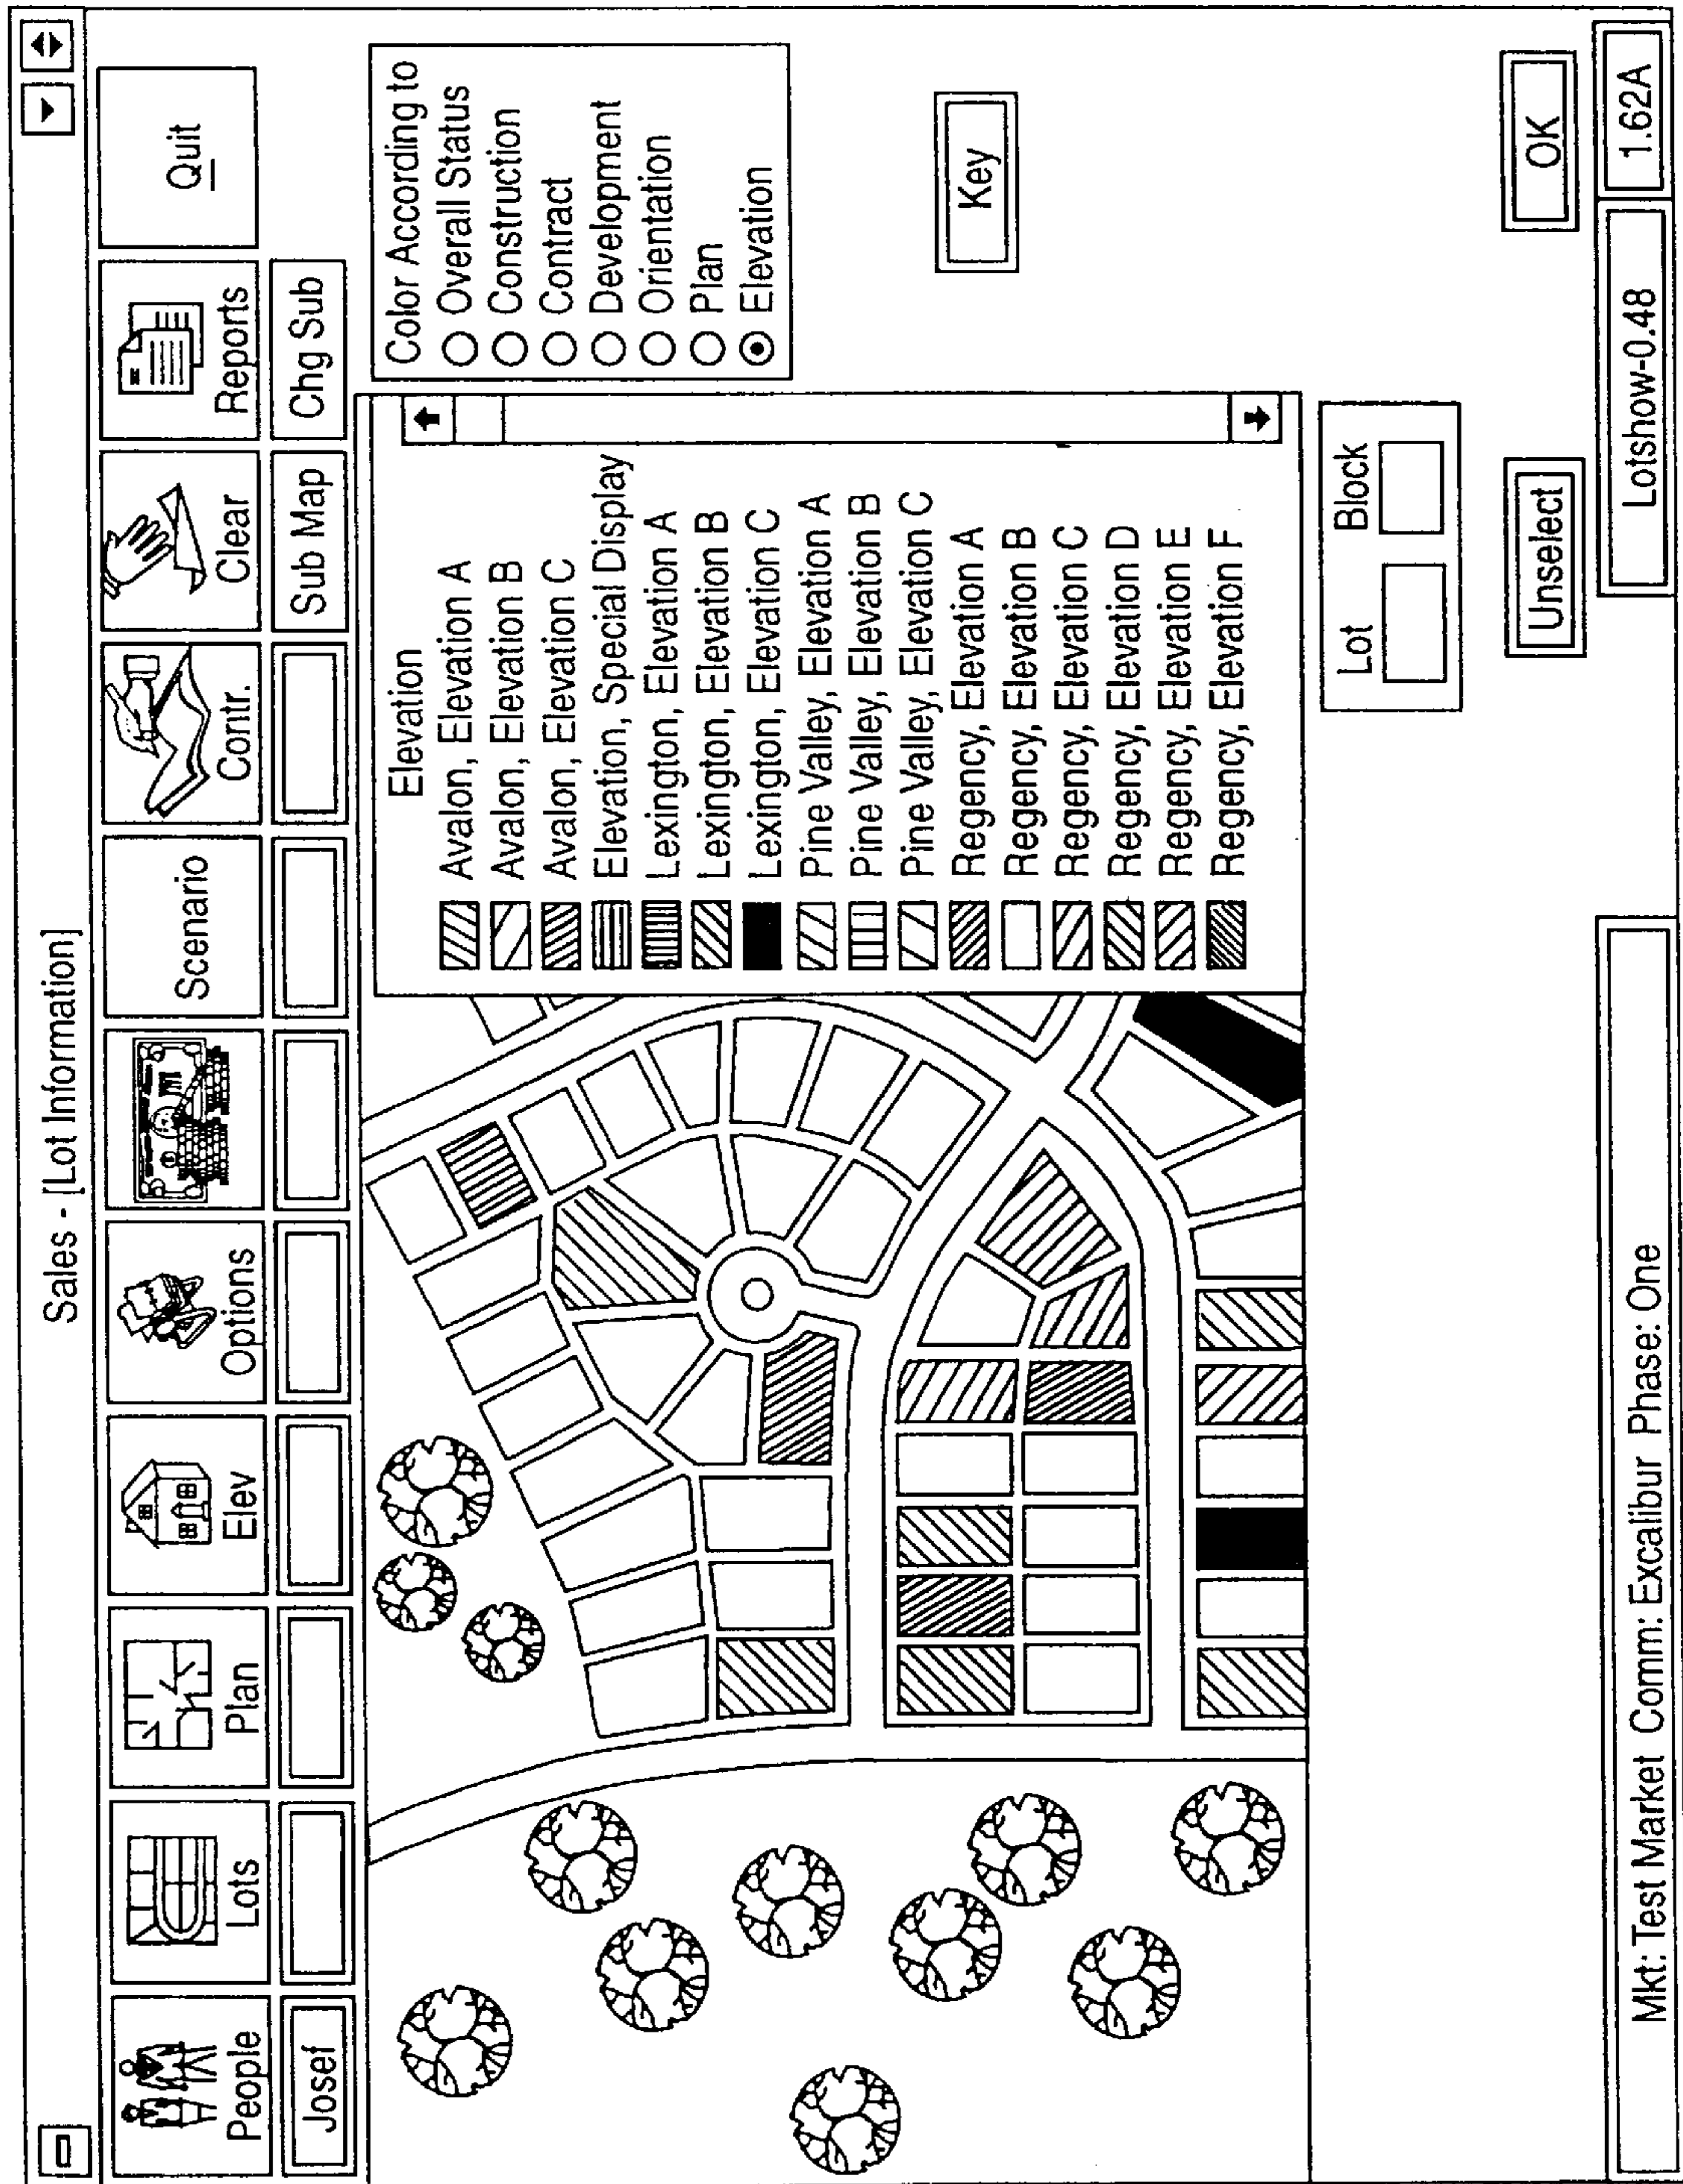 Sales - [Lot Information]
People
Lots
Plan
Elev
Options
Scenario
Contr.
Clear
Reports
Quit
Josef
Sub Map
Chg Sub
Elevation
Avalon, Elevation A
Avalon, Elevation B
Avalon, Elevation C
Elevation, Special Display
Lexington, Elevation A
Lexington, Elevation B
Lexington, Elevation C
Pine Valley, Elevation A
Pine Valley, Elevation B
Pine Valley, Elevation C
Regency, Elevation A
Regency, Elevation B
Regency, Elevation C
Regency, Elevation D
Regency, Elevation E
Regency, Elevation F
Color According to
Overall Status
Construction
Contract
Development
Orientation
Plan
Elevation
Key
Lot Block
Unselect
OK
Mkt: Test Market Comm: Excalibur Phase: One
Lotshow-0.48
1.62A